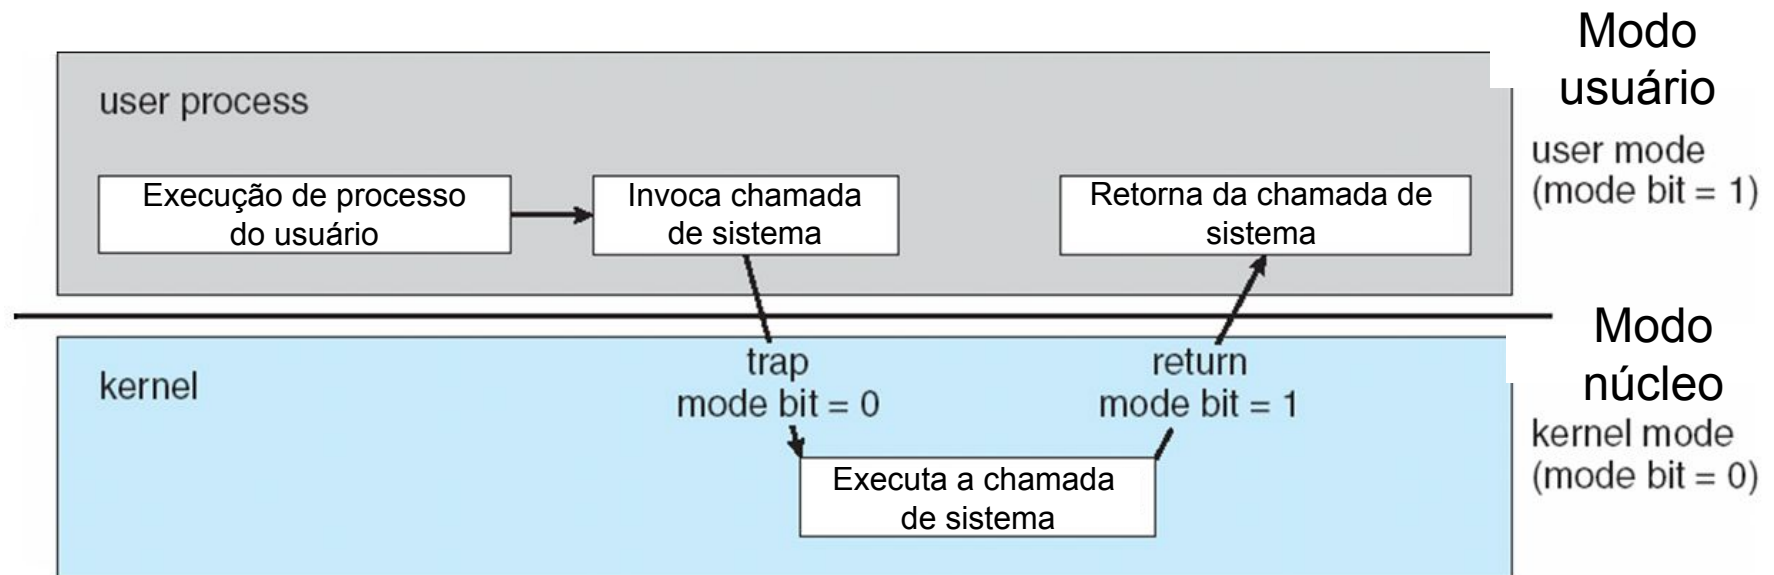 Modo
usuário
user process
user mode
(mode bit = 1)
Execução de processo
do usuário
Invoca chamada
de sistema
Retorna da chamada de
sistema
Modo
núcleo
kernel
trap
mode bit = 0
return
mode bit = 1
kernel mode
(mode bit = 0)
Executa a chamada
de sistema